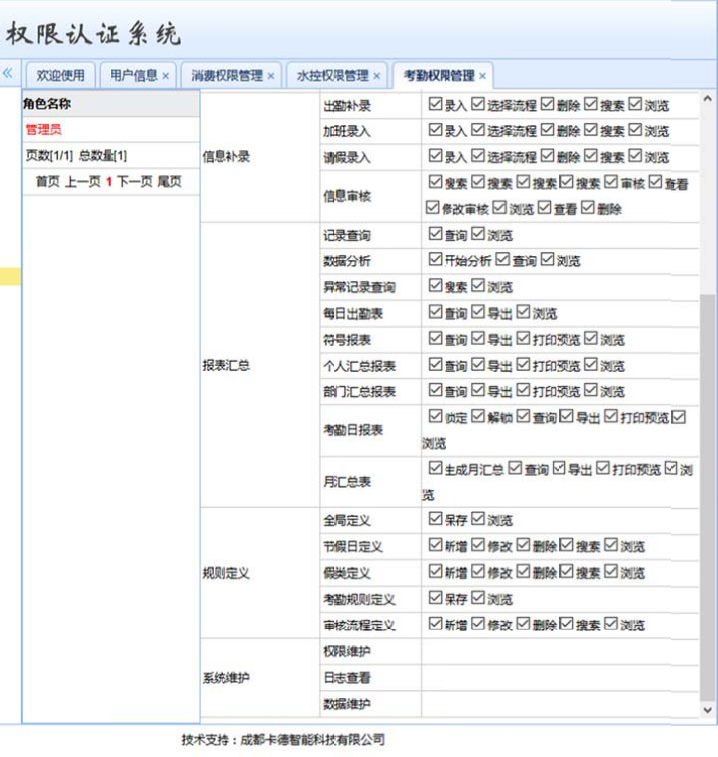 权限认证系统
«
欢迎使用 用户信息 × 消费权限管理 × 水控权限管理 × 考勤权限管理 ×
角色名称
管理员
页数[1/1] 总数量[1]
首页 上一页 1 下一页 尾页
信息补录
出勤补录 录入 选择流程 删除 搜索 浏览
加班录入 录入 选择流程 删除 搜索 浏览
请假录入 录入 选择流程 删除 搜索 浏览
信息审核 搜索 搜索 搜索 搜索 审核 查看
修改审核 浏览 查看 删除
报表汇总
记录查询 查询 浏览
数据分析 开始分析 查询 浏览
异常记录查询 搜索 浏览
每日出勤表 查询 导出 浏览
符号报表 查询 导出 打印预览 浏览
个人汇总报表 查询 导出 打印预览 浏览
部门汇总报表 查询 导出 打印预览 浏览
考勤日报表 锁定 解锁 查询 导出 打印预览
浏览
月汇总表 生成月汇总 查询 导出 打印预览 浏
览
规则定义
全局定义 保存 浏览
节假日定义 新增 修改 删除 搜索 浏览
假类定义 新增 修改 删除 搜索 浏览
考勤规则定义 保存 浏览
审核流程定义 新增 修改 删除 搜索 浏览
系统维护
权限维护
日志查看
数据维护
技术支持：成都卡德智能科技有限公司